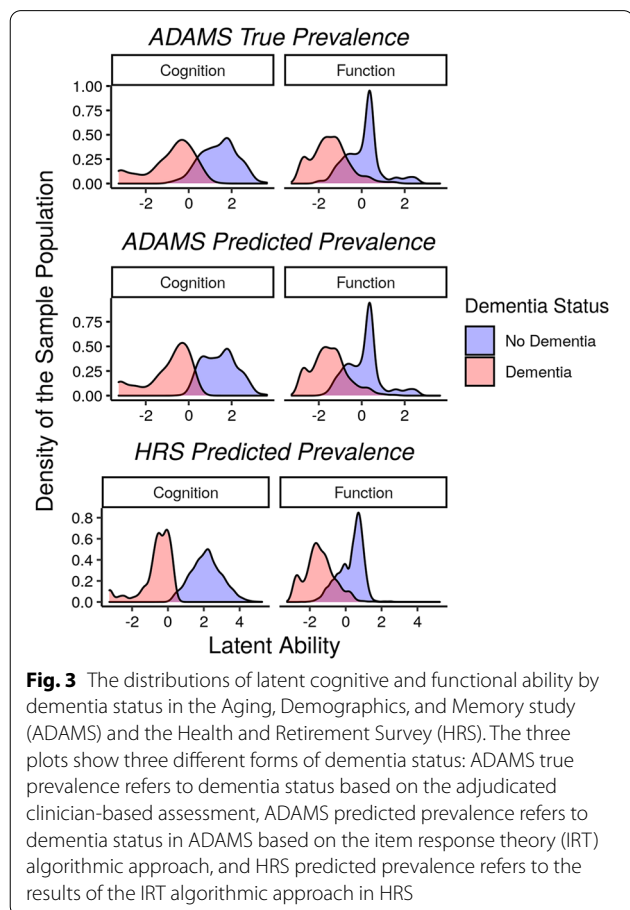 ADAMS True Prevalence
Cognition Function
1.00
0.75
0.50
0.25
0.00
-2 0 2 -2 0 2
ADAMS Predicted Prevalence
Cognition Function
0.75
0.50
0.25
0.00
-2 0 2 -2 0 2
HRS Predicted Prevalence
Cognition Function
0.8
0.6
0.4
0.2
0.0
-2 0 2 4 -2 0 2 4
Latent Ability
Density of the Sample Population
Dementia Status
No Dementia
Dementia
Fig. 3 The distributions of latent cognitive and functional ability by
dementia status in the Aging, Demographics, and Memory study
(ADAMS) and the Health and Retirement Survey (HRS). The three
plots show three different forms of dementia status: ADAMS true
prevalence refers to dementia status based on the adjudicated
clinician-based assessment, ADAMS predicted prevalence refers to
dementia status in ADAMS based on the item response theory (IRT)
algorithmic approach, and HRS predicted prevalence refers to the
results of the IRT algorithmic approach in HRS